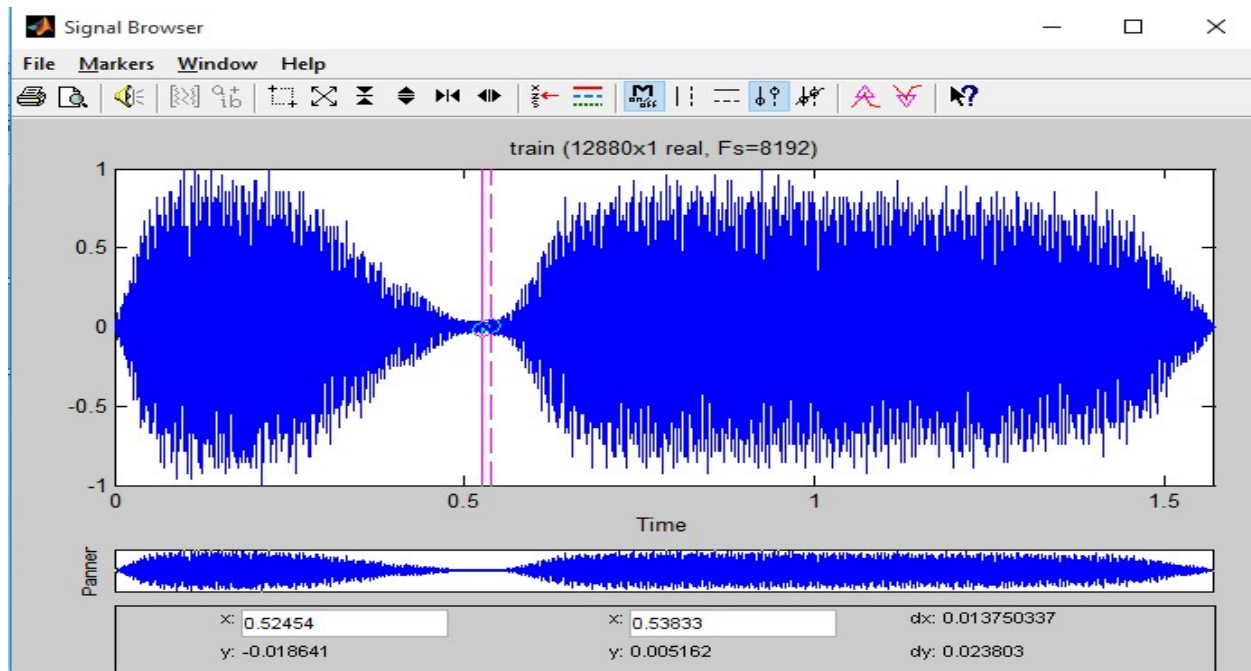 Signal Browser
File Markers Window Help
train (12880x1 real, Fs=8192)
1
0.5
0
-0.5
-1
0 0.5 1 1.5
Time
Panner
x: 0.52454 x: 0.53833 dx: 0.013750337
y: -0.018641 y: 0.005162 dy: 0.023803